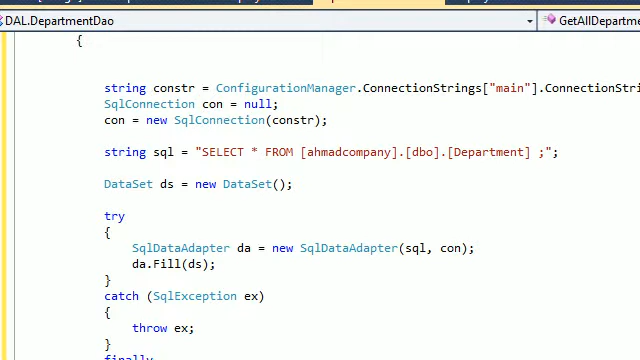 DAL.DepartmentDao
GetAllDepartme
{
string constr = ConfigurationManager.ConnectionStrings["main"].ConnectionStri
SqlConnection con = null;
con = new SqlConnection(constr);
string sql = "SELECT * FROM [ahmadcompany].[dbo].[Department] ;";
DataSet ds = new DataSet();
try
{
SqlDataAdapter da = new SqlDataAdapter(sql, con);
da.Fill(ds);
}
catch (SqlException ex)
{
throw ex;
}
finally